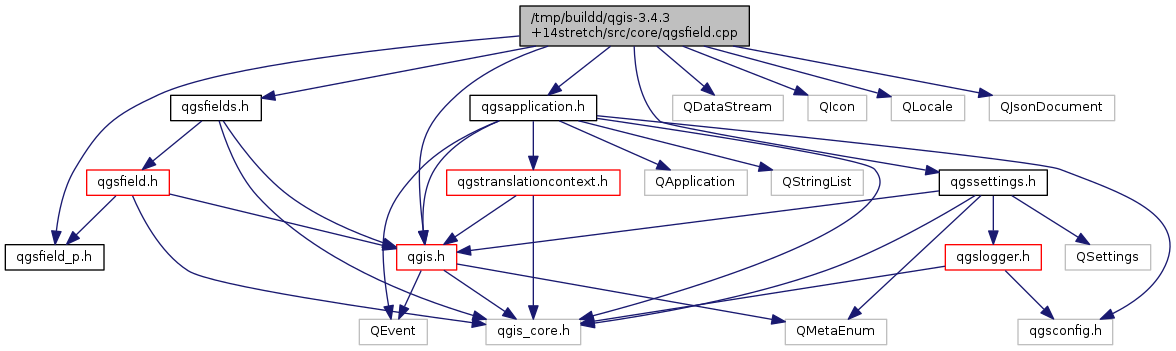 /tmp/buildd/qgis-3.4.3
+14stretch/src/core/qgsfield.cpp
qgsfields.h
qgsapplication.h
QDataStream
QIcon
QLocale
QJsonDocument
qgsfield.h
qgstranslationcontext.h
QApplication
QStringList
qgssettings.h
qgsfield_p.h
qgis.h
qgslogger.h
QSettings
QEvent
qgis_core.h
QMetaEnum
qgsconfig.h